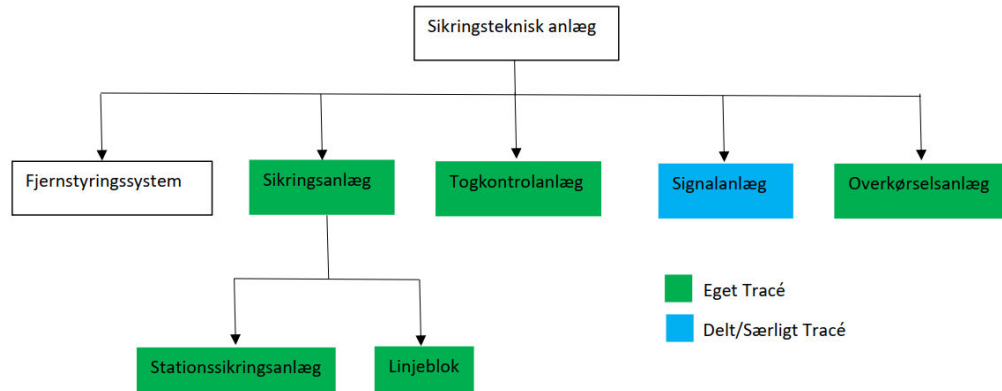 Sikringsteknisk anlæg
Fjernstyringssystem
Sikringsanlæg
Togkontrolanlæg
Signalanlæg
Overkørselsanlæg
Eget Tracé
Delt/Særligt Tracé
Stationssikringsanlæg
Linjeblok